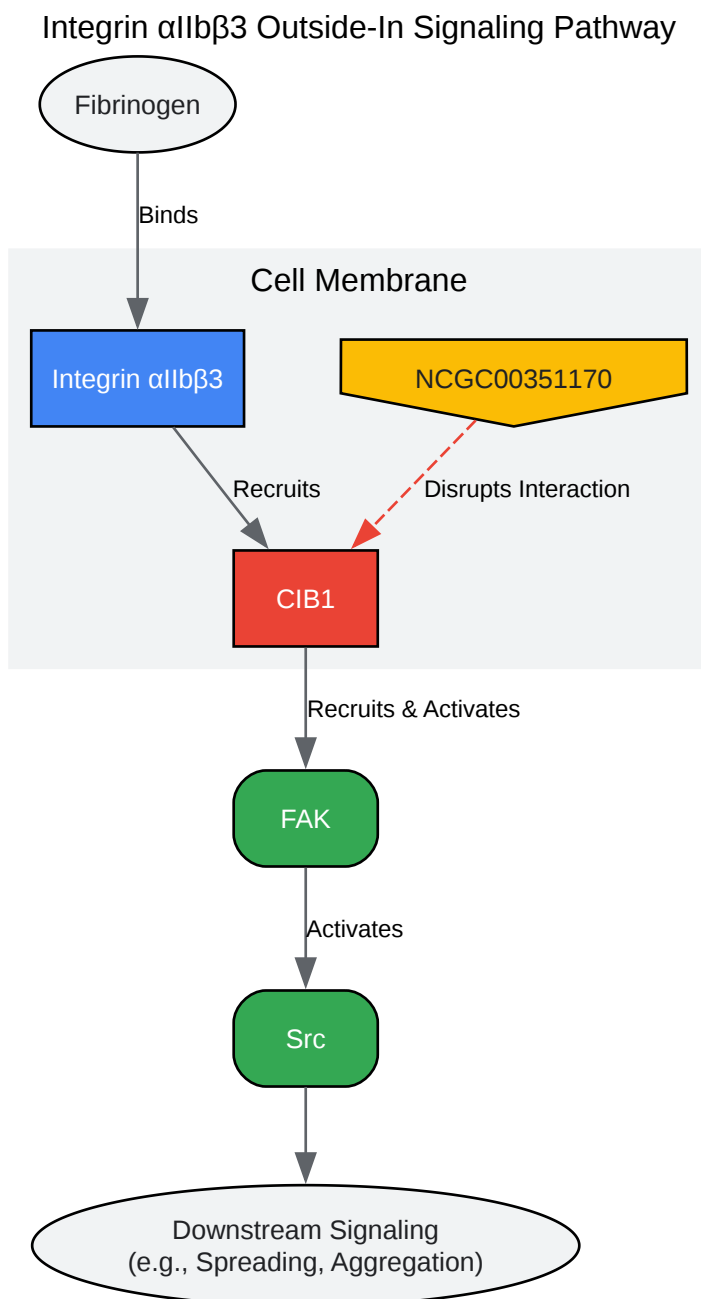 Integrin αIIbβ3 Outside-In Signaling Pathway
Fibrinogen
Binds
Cell Membrane
Integrin αIIbβ3
NCGC00351170
Recruits
Disrupts Interaction
CIB1
Recruits & Activates
FAK
Activates
Src
Downstream Signaling
(e.g., Spreading, Aggregation)